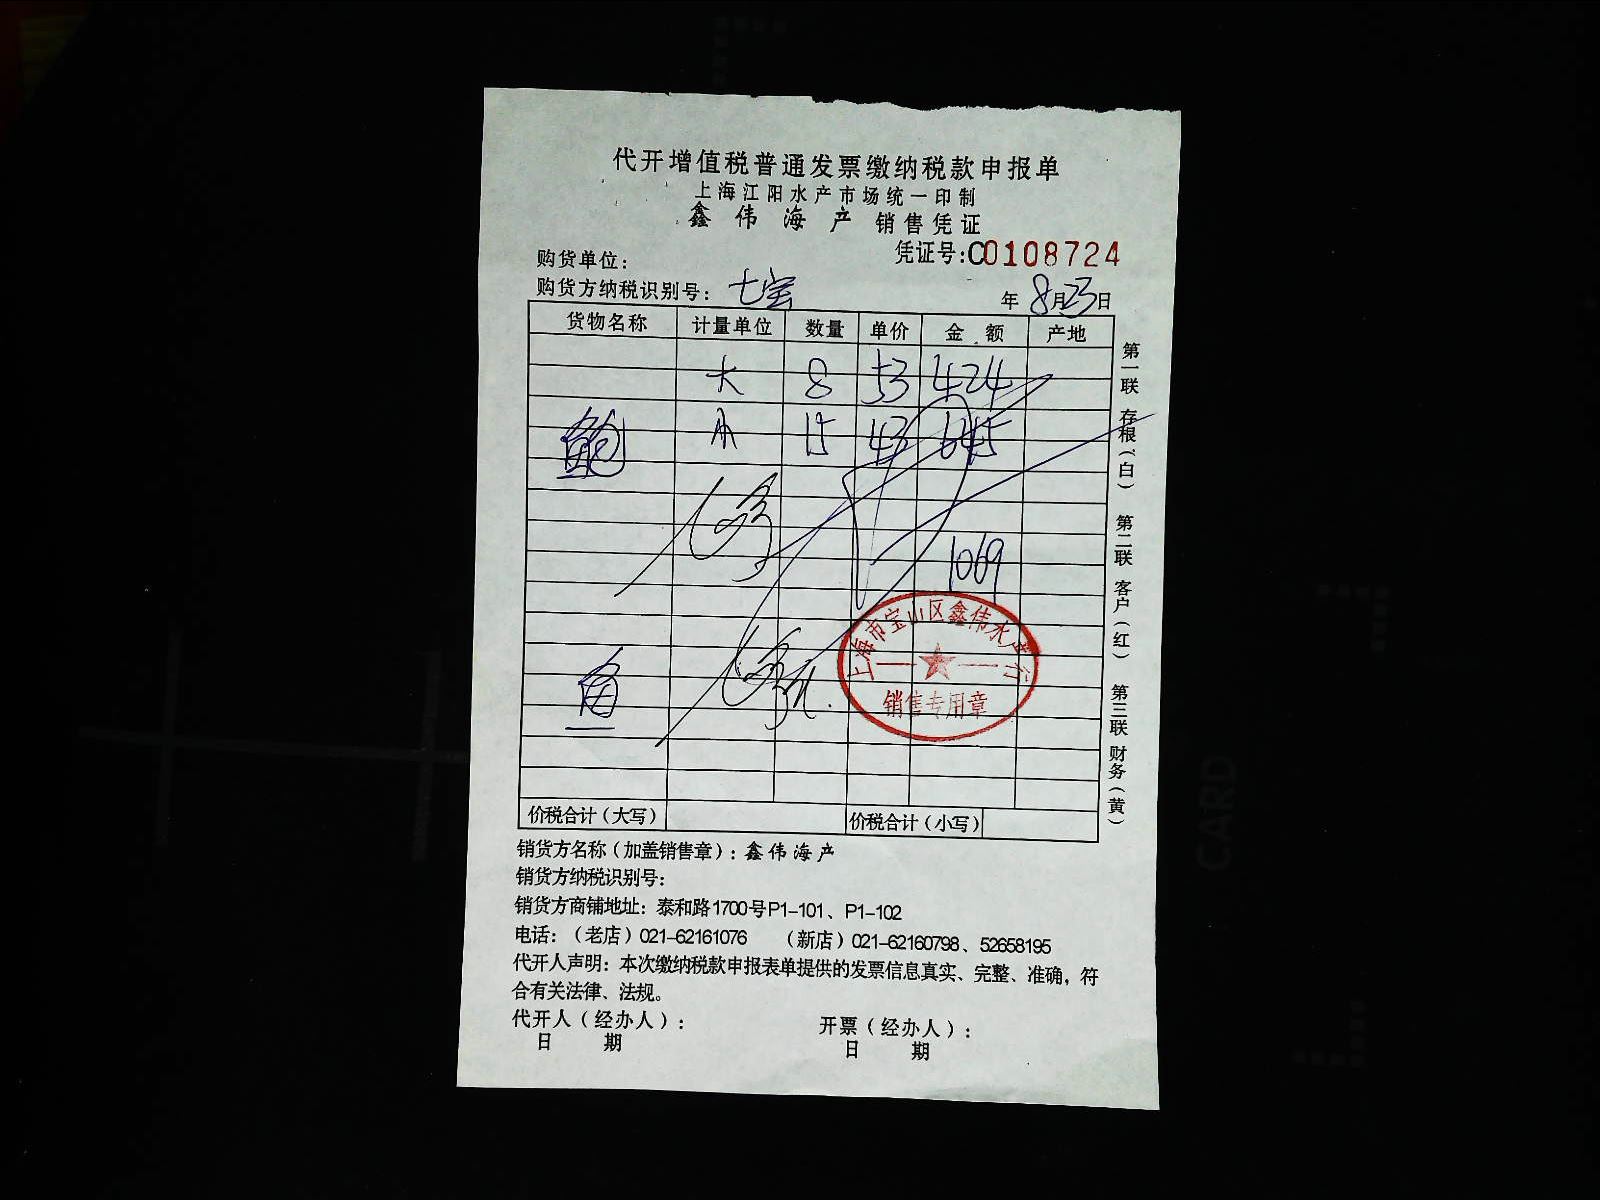 代开增值税普通发票缴纳税款申报单
上海江阳水产市场统一印制
鑫伟海产 销售凭证
凭证号:C0108724
购货单位:
购货方纳税识别号: 七宝
年 8月23日
货物名称 计量单位 数量 单价 金额 产地
大 8 53 424
鲍 中 15 43 645
1069
上海市宝山区鑫伟水产行
销售专用章
价税合计(大写) 价税合计(小写)
第一联 存根(白) 第二联 客户(红) 第三联 财务(黄)
销货方名称(加盖销售章): 鑫伟海产
销货方纳税识别号:
销货方商铺地址: 泰和路1700号P1-101、P1-102
电话: (老店)021-62161076 (新店)021-62160798、52658195
代开人声明: 本次缴纳税款申报表单提供的发票信息真实、完整、准确, 符
合有关法律、法规。
代开人(经办人): 开票(经办人):
日 期 日 期
CARD